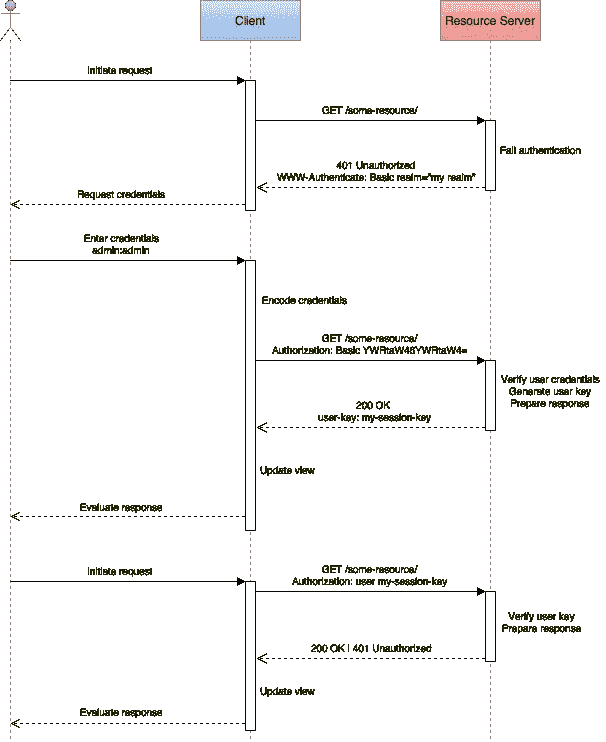 Client
Resource Server
Initiate request
GET /some-resource/
Fail authentication
401 Unauthorized
WWW-Authenticate: Basic realm="my realm"
Request credentials
Enter credentials
admin:admin
Encode credentials
GET /some-resource/
Authorization: Basic YWRtaW46YWRtaW4=
Verify user credentials
Generate user key
Prepare response
200 OK
user-key: my-session-key
Update view
Evaluate response
Initiate request
GET /some-resource/
Authorization: user my-session-key
Verify user key
Prepare response
200 OK | 401 Unauthorized
Update view
Evaluate response